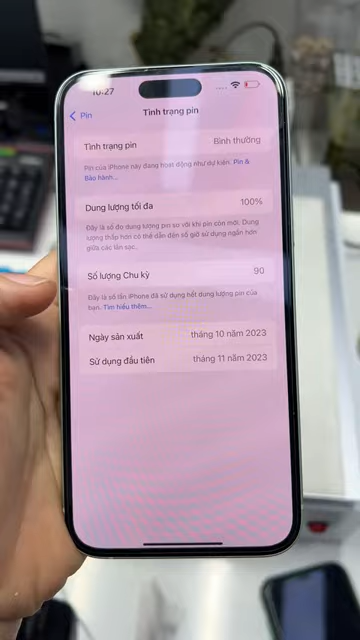 10:27
Pin
Tình trạng pin
Tình trạng pin
Bình thường
Pin của iPhone này đang hoạt động như dự kiến. Pin &
Bảo hành...
Dung lượng tối đa
100%
Đây là số đo dung lượng pin so với khi pin còn mới. Dung
lượng thấp hơn có thể dẫn đến số giờ sử dụng ngắn hơn
giữa các lần sạc.
Số lượng Chu kỳ
90
Đây là số lần iPhone đã sử dụng hết dung lượng pin của
bạn. Tìm hiểu thêm...
Ngày sản xuất
tháng 10 năm 2023
Sử dụng đầu tiên
tháng 11 năm 2023